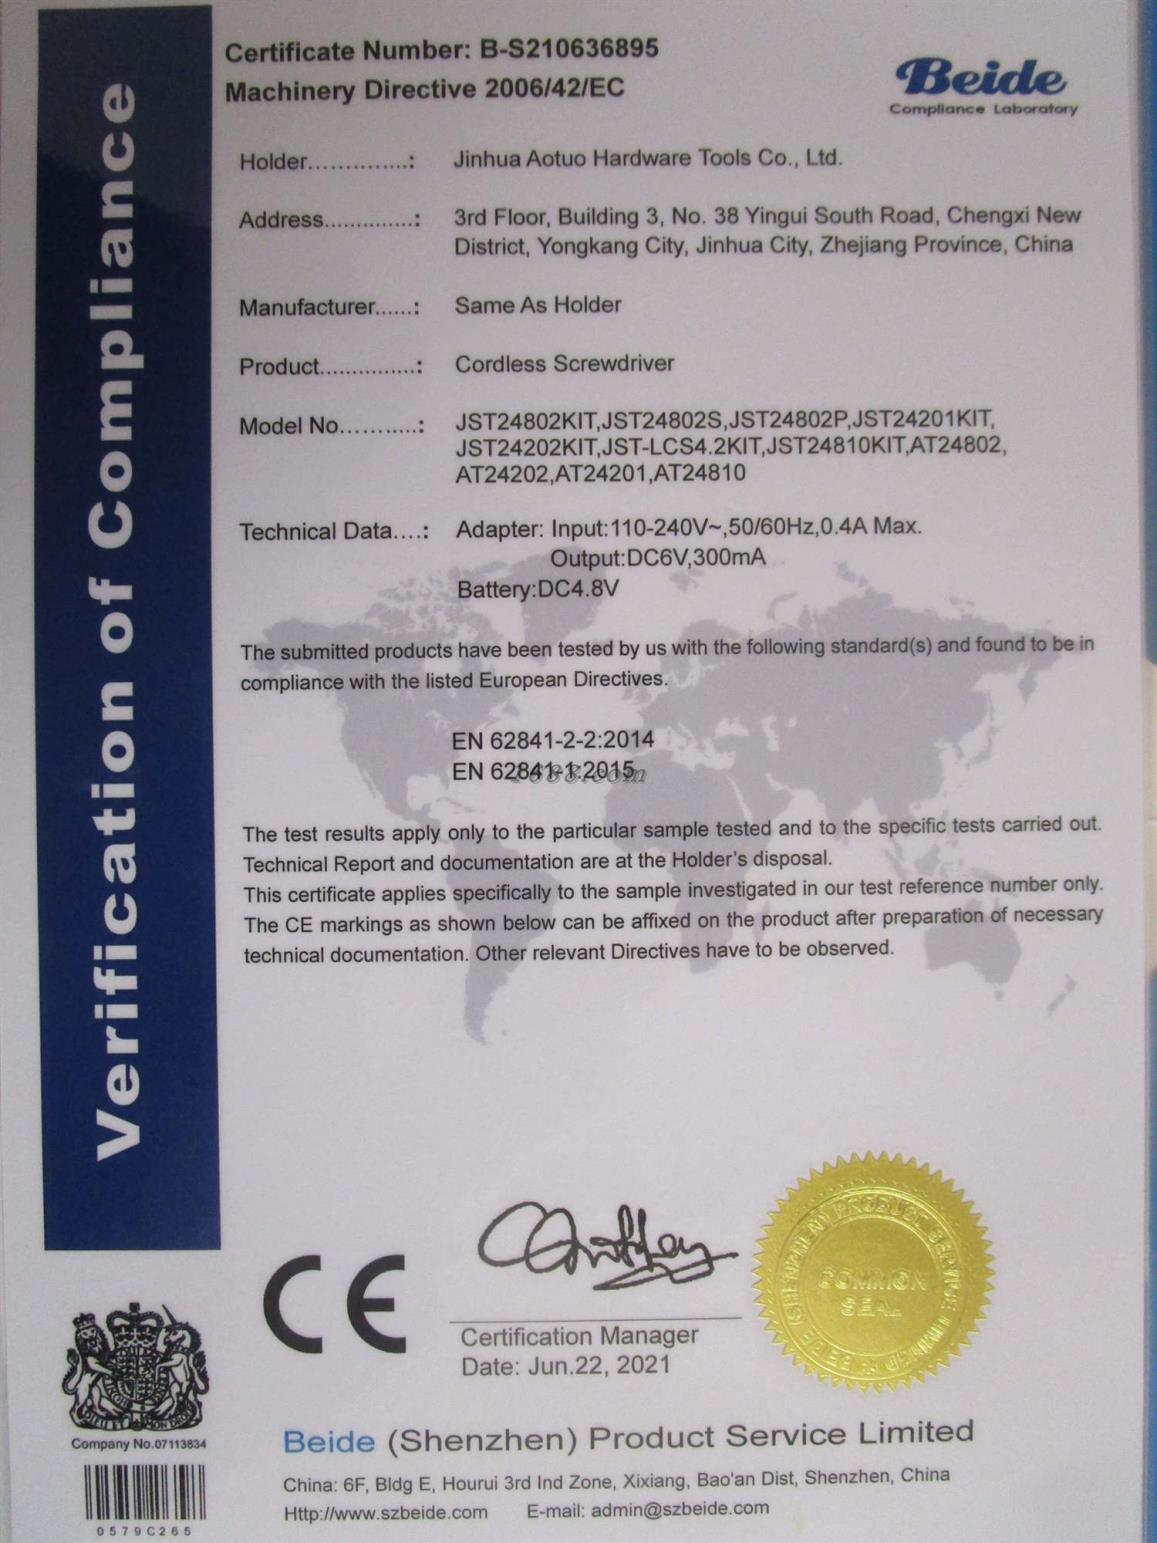 Verification of Compliance
Certificate Number: B-S210636895
Machinery Directive 2006/42/EC
Beide
Compliance Laboratory
Holder..............: Jinhua Aotuo Hardware Tools Co., Ltd.
Address.............: 3rd Floor, Building 3, No. 38 Yingui South Road, Chengxi New
District, Yongkang City, Jinhua City, Zhejiang Province, China
Manufacturer......: Same As Holder
Product...............: Cordless Screwdriver
Model No...........: JST24802KIT,JST24802S,JST24802P,JST24201KIT,
JST24202KIT,JST-LCS4.2KIT,JST24810KIT,AT24802,
AT24202,AT24201,AT24810
Technical Data....: Adapter: Input:110-240V~,50/60Hz,0.4A Max.
Output:DC6V,300mA
Battery:DC4.8V
The submitted products have been tested by us with the following standard(s) and found to be in
compliance with the listed European Directives.
EN 62841-2-2:2014
EN 62841-1:2015
1688.com
The test results apply only to the particular sample tested and to the specific tests carried out.
Technical Report and documentation are at the Holder's disposal.
This certificate applies specifically to the sample investigated in our test reference number only.
The CE markings as shown below can be affixed on the product after preparation of necessary
technical documentation. Other relevant Directives have to be observed.
CE
Certification Manager
Date: Jun.22, 2021
BEIDE (SHENZHEN) PRODUCT SERVICE LIMITED
COMMON
SEAL
Company No.07113834
0579C265
Beide (Shenzhen) Product Service Limited
China: 6F, Bldg E, Hourui 3rd Ind Zone, Xixiang, Bao'an Dist, Shenzhen, China
Http://www.szbeide.com E-mail: admin@szbeide.com